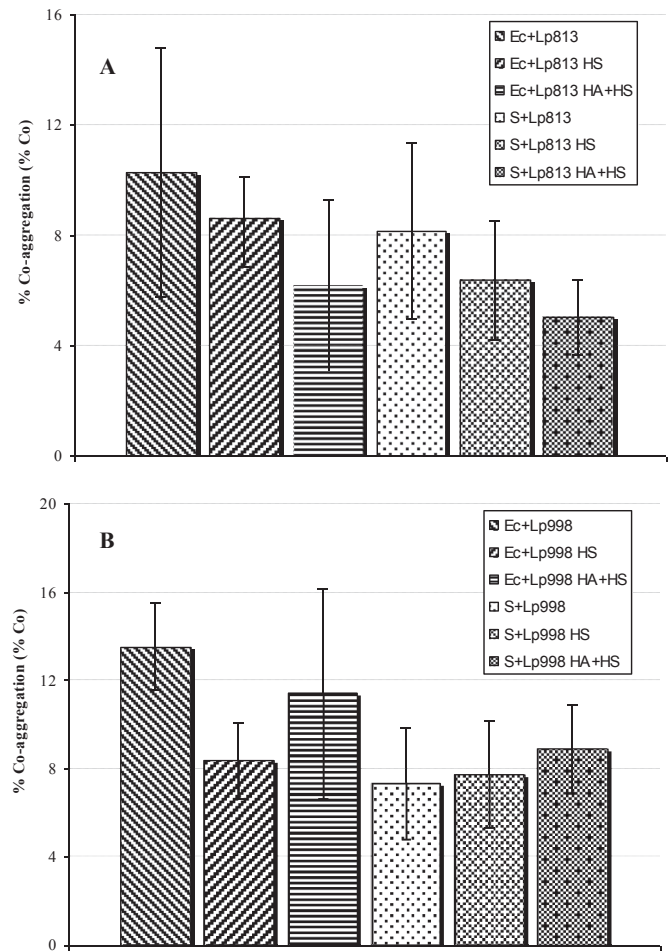 16
12
8
4
0
% Co-aggregation (% Co)
A
Ec+Lp813
Ec+Lp813 HS
Ec+Lp813 HA+HS
S+Lp813
S+Lp813 HS
S+Lp813 HA+HS
20
16
12
8
4
0
% Co-aggregation (% Co)
B
Ec+Lp998
Ec+Lp998 HS
Ec+Lp998 HA+HS
S+Lp998
S+Lp998 HS
S+Lp998 HA+HS